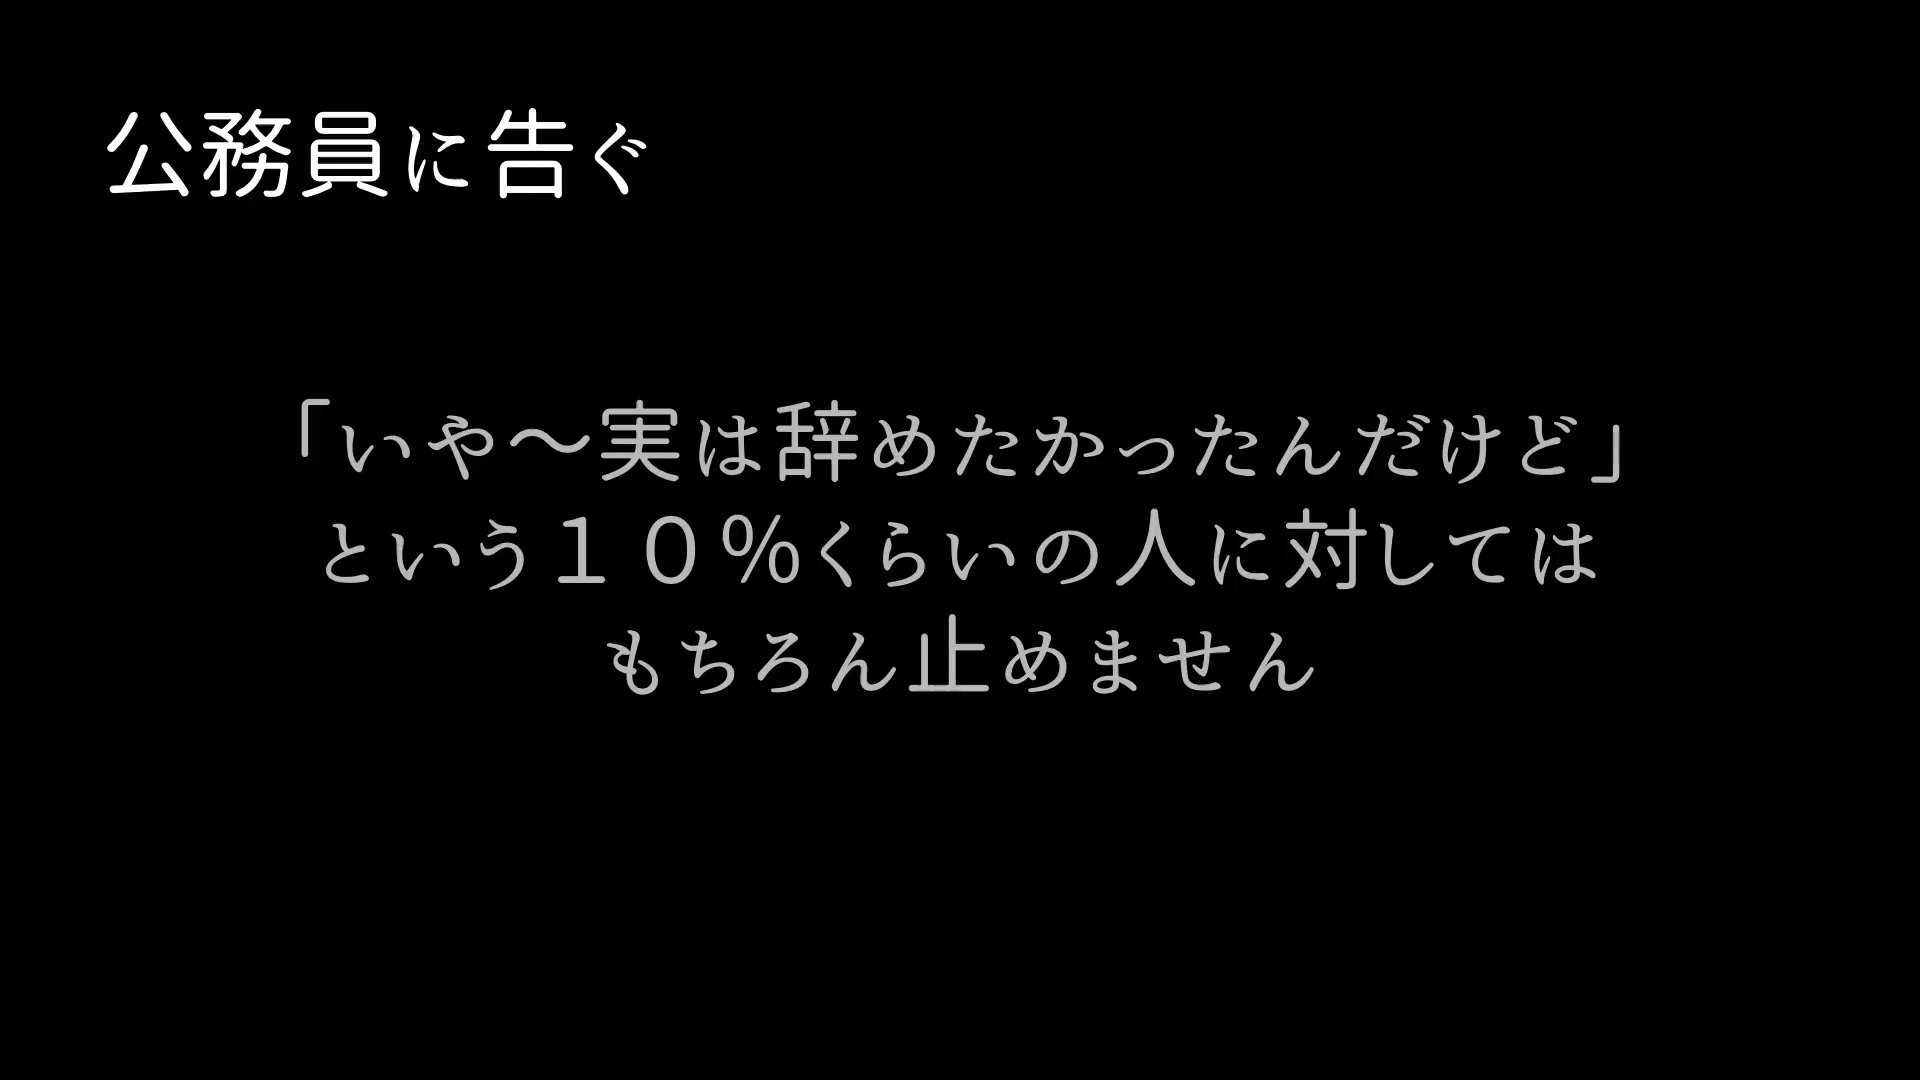 公務員に告ぐ
「いや～実は辞めたかったんだけど」
という１０％くらいの人に対しては
もちろん止めません